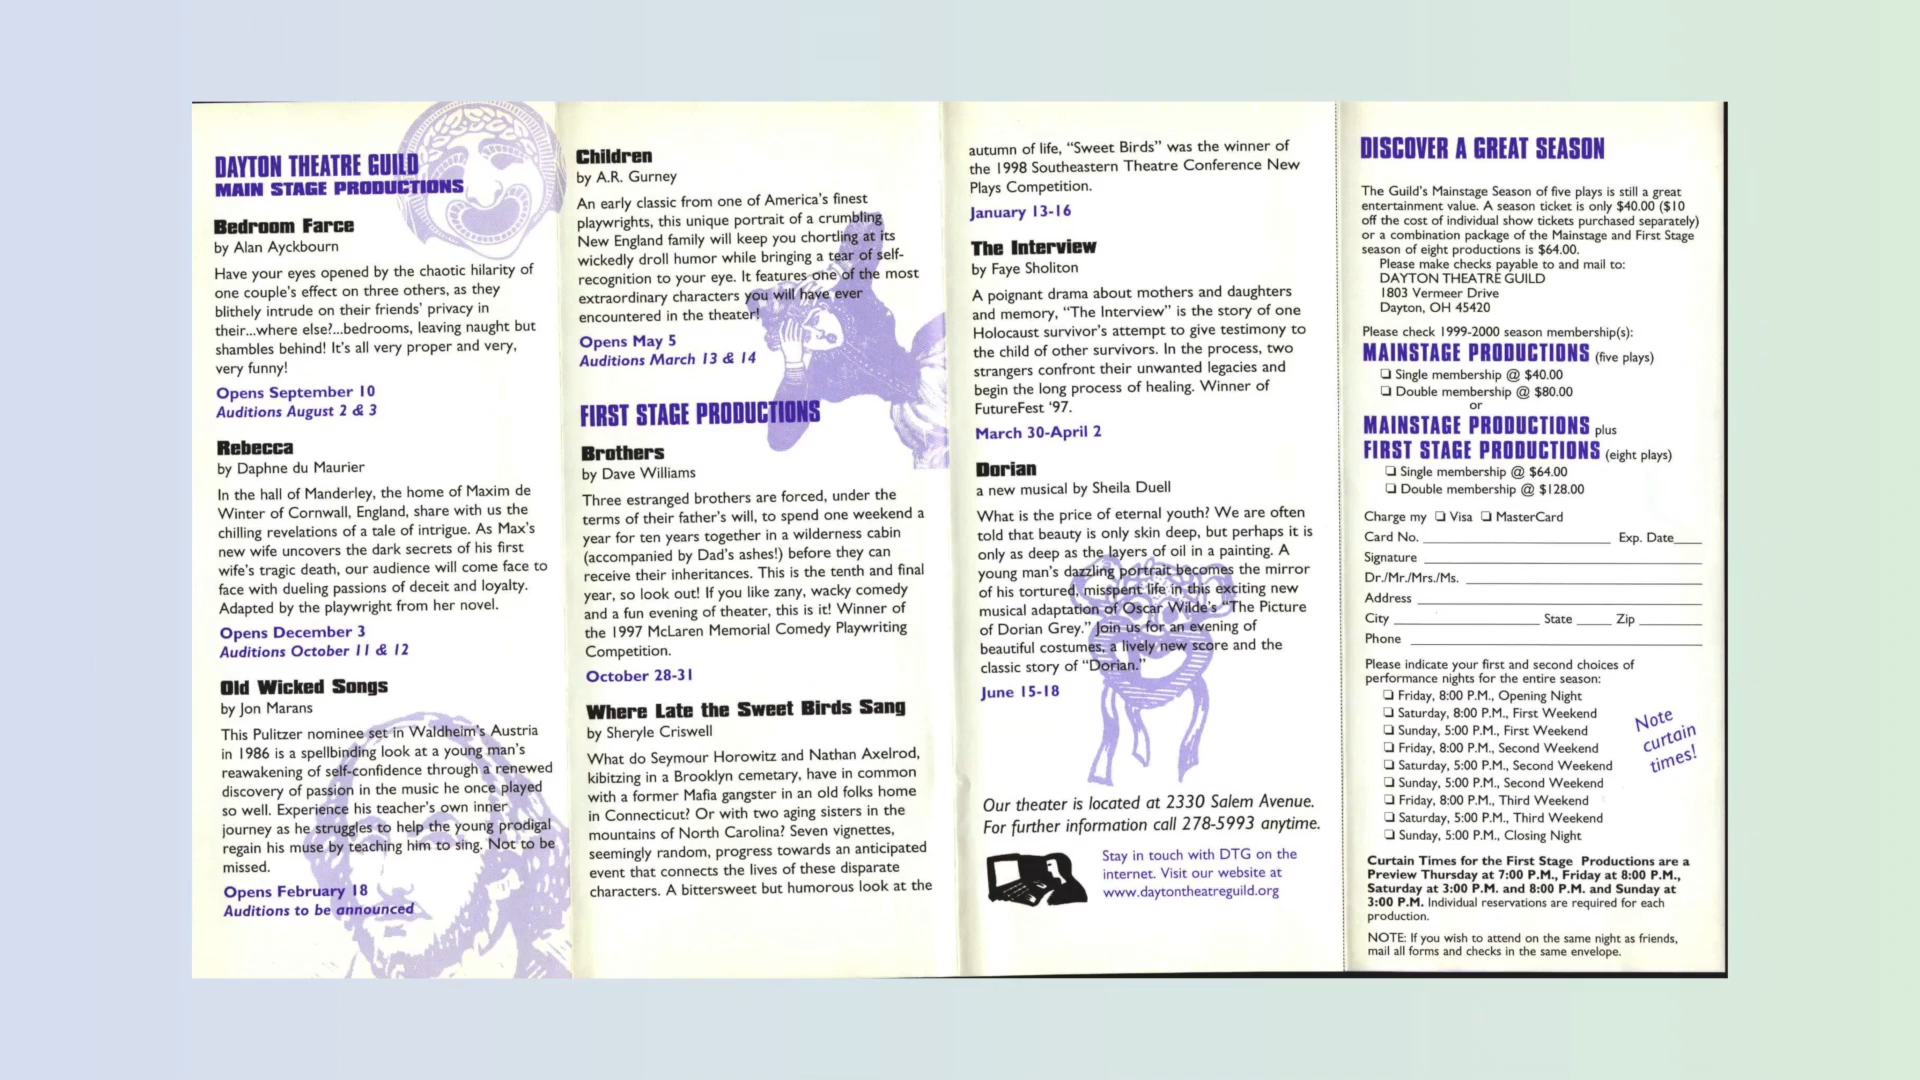 DAYTON THEATRE GUILD
MAIN STAGE PRODUCTIONS
Bedroom Farce
by Alan Ayckbourn
Have your eyes opened by the chaotic hilarity of
one couple's effect on three others, as they
blithely intrude on their friends' privacy in
their...where else?...bedrooms, leaving naught but
shambles behind! It's all very proper and very,
very funny!
Opens September 10
Auditions August 2 & 3
Rebecca
by Daphne du Maurier
In the hall of Manderley, the home of Maxim de
Winter of Cornwall, England, share with us the
chilling revelations of a tale of intrigue. As Max's
new wife uncovers the dark secrets of his first
wife's tragic death, our audience will come face to
face with dueling passions of deceit and loyalty.
Adapted by the playwright from her novel.
Opens December 3
Auditions October 11 & 12
Old Wicked Songs
by Jon Marans
This Pulitzer nominee set in Waldheim's Austria
in 1986 is a spellbinding look at a young man's
reawakening of self-confidence through a renewed
discovery of passion in the music he once played
so well. Experience his teacher's own inner
journey as he struggles to help the young prodigal
regain his muse by teaching him to sing. Not to be
missed.
Opens February 18
Auditions to be announced
Children
by A.R. Gurney
An early classic from one of America's finest
playwrights, this unique portrait of a crumbling
New England family will keep you chortling at its
wickedly droll humor while bringing a tear of self-
recognition to your eye. It features one of the most
extraordinary characters you will have ever
encountered in the theater!
Opens May 5
Auditions March 13 & 14
FIRST STAGE PRODUCTIONS
Brothers
by Dave Williams
Three estranged brothers are forced, under the
terms of their father's will, to spend one weekend a
year for ten years together in a wilderness cabin
(accompanied by Dad's ashes!) before they can
receive their inheritances. This is the tenth and final
year, so look out! If you like zany, wacky comedy
and a fun evening of theater, this is it! Winner of
the 1997 McLaren Memorial Comedy Playwriting
Competition.
October 28-31
Where Late the Sweet Birds Sang
by Sheryle Criswell
What do Seymour Horowitz and Nathan Axelrod,
kibitzing in a Brooklyn cemetary, have in common
with a former Mafia gangster in an old folks home
in Connecticut? Or with two aging sisters in the
mountains of North Carolina? Seven vignettes,
seemingly random, progress towards an anticipated
event that connects the lives of these disparate
characters. A bittersweet but humorous look at the
autumn of life, “Sweet Birds” was the winner of
the 1998 Southeastern Theatre Conference New
Plays Competition.
January 13-16
The Interview
by Faye Sholiton
A poignant drama about mothers and daughters
and memory, “The Interview” is the story of one
Holocaust survivor's attempt to give testimony to
the child of other survivors. In the process, two
strangers confront their unwanted legacies and
begin the long process of healing. Winner of
FutureFest '97.
March 30-April 2
Dorian
a new musical by Sheila Duell
What is the price of eternal youth? We are often
told that beauty is only skin deep, but perhaps it is
only as deep as the layers of oil in a painting. A
young man's dazzling portrait becomes the mirror
of his tortured, misspent life in this exciting new
musical adaptation of Oscar Wilde's “The Picture
of Dorian Grey.” Join us for an evening of
beautiful costumes, a lively new score and the
classic story of “Dorian.”
June 15-18
Our theater is located at 2330 Salem Avenue.
For further information call 278-5993 anytime.
Stay in touch with DTG on the
internet. Visit our website at
www.daytontheatreguild.org
DISCOVER A GREAT SEASON
The Guild's Mainstage Season of five plays is still a great
entertainment value. A season ticket is only $40.00 ($10
off the cost of individual show tickets purchased separately)
or a combination package of the Mainstage and First Stage
season of eight productions is $64.00.
Please make checks payable to and mail to:
DAYTON THEATRE GUILD
1803 Vermeer Drive
Dayton, OH 45420
Please check 1999-2000 season membership(s):
MAINSTAGE PRODUCTIONS (five plays)
❏ Single membership @ $40.00
❏ Double membership @ $80.00
or
MAINSTAGE PRODUCTIONS plus
FIRST STAGE PRODUCTIONS (eight plays)
❏ Single membership @ $64.00
❏ Double membership @ $128.00
Charge my ❏ Visa ❏ MasterCard
Card No. ____ Exp. Date____
Signature ____
Dr./Mr./Mrs./Ms. ____
Address ____
City ____ State ____ Zip ____
Phone ____
Please indicate your first and second choices of
performance nights for the entire season:
❏ Friday, 8:00 P.M., Opening Night
❏ Saturday, 8:00 P.M., First Weekend
❏ Sunday, 5:00 P.M., First Weekend
❏ Friday, 8:00 P.M., Second Weekend
❏ Saturday, 5:00 P.M., Second Weekend
❏ Sunday, 5:00 P.M., Second Weekend
❏ Friday, 8:00 P.M., Third Weekend
❏ Saturday, 5:00 P.M., Third Weekend
❏ Sunday, 5:00 P.M., Closing Night
Note
curtain
times!
Curtain Times for the First Stage Productions are a
Preview Thursday at 7:00 P.M., Friday at 8:00 P.M.,
Saturday at 3:00 P.M. and 8:00 P.M. and Sunday at
3:00 P.M. Individual reservations are required for each
production.
NOTE: If you wish to attend on the same night as friends,
mail all forms and checks in the same envelope.